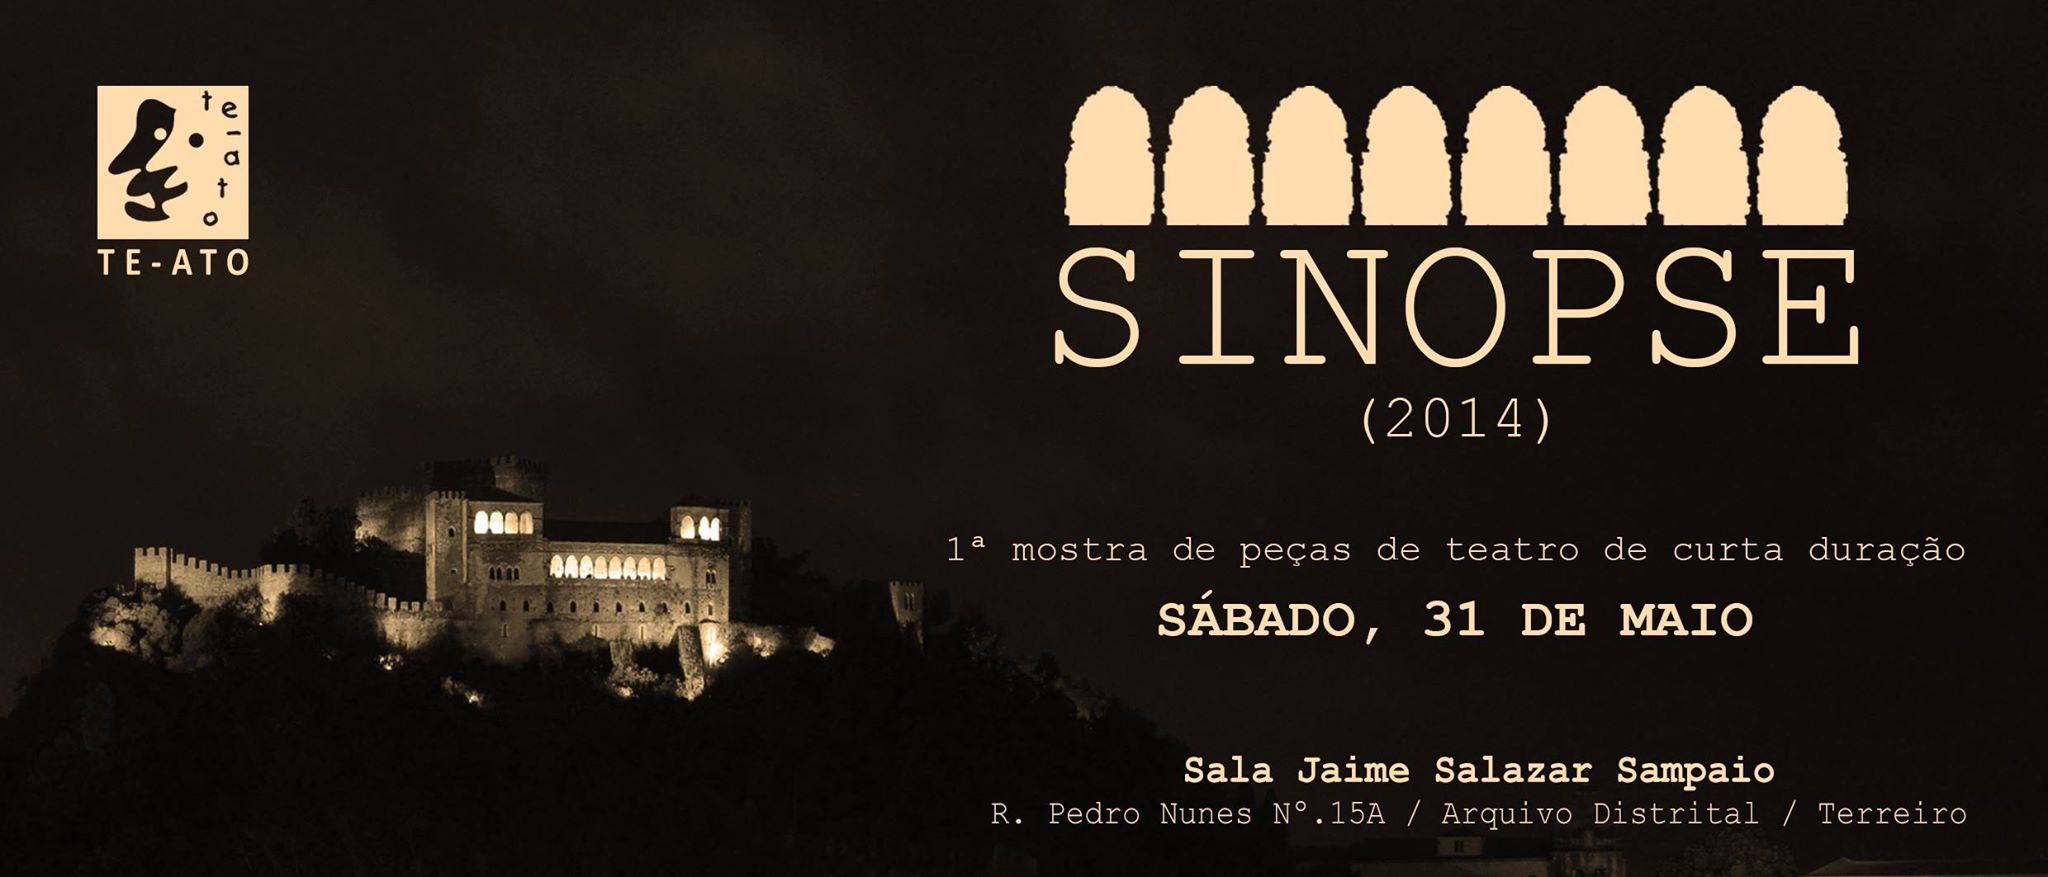 te-ato
TE-ATO
SINOPSE
(2014)
1ª mostra de peças de teatro de curta duração
SÁBADO, 31 DE MAIO
Sala Jaime Salazar Sampaio
R. Pedro Nunes Nº.15A / Arquivo Distrital / Terreiro